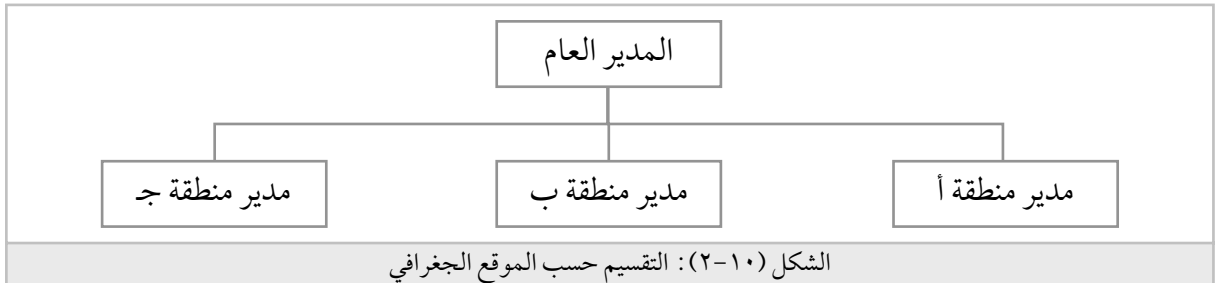 المدير العام
مدير منطقة أ
مدير منطقة ب
مدير منطقة جـ
الشكل (١٠-٢): التقسيم حسب الموقع الجغرافي